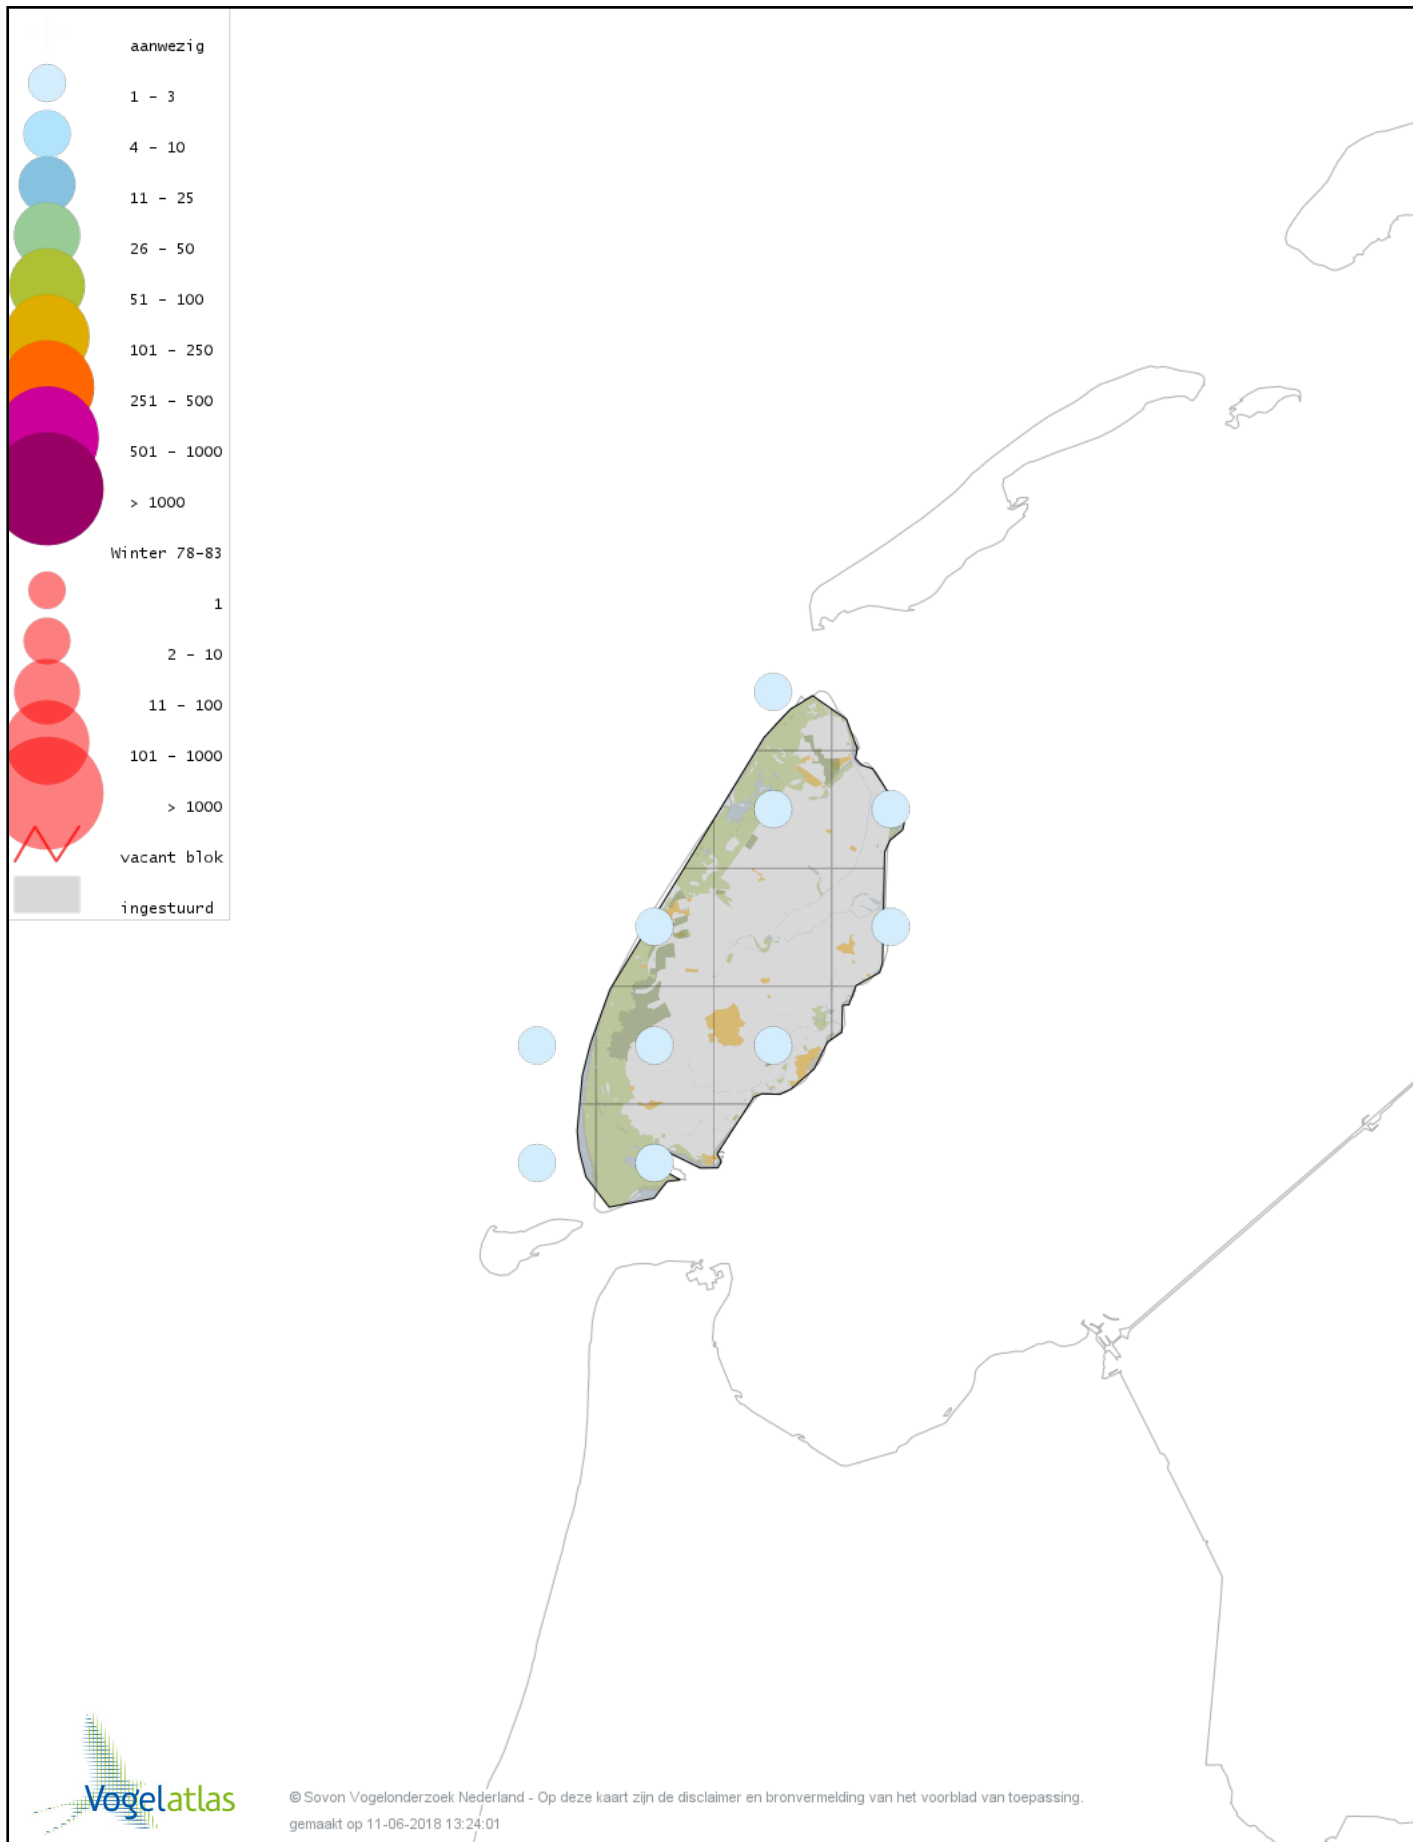 aanwezig
1 - 3
4 - 10
11 - 25
26 - 50
51 - 100
101 - 250
251 - 500
501 - 1000
> 1000
Winter 78-83
1
2 - 10
11 - 100
101 - 1000
> 1000
vacant blok
ingestuurd
Vogelatlas
© Sovon Vogelonderzoek Nederland - Op deze kaart zijn de disclaimer en bronvermelding van het voorblad van toepassing.
gemaakt op 11-06-2018 13:24:01